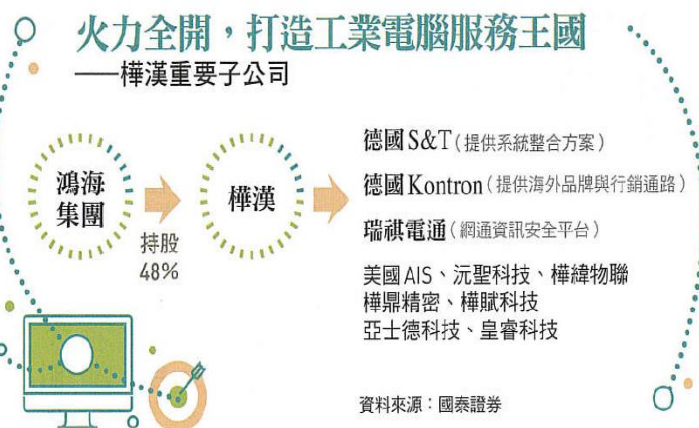 火力全開，打造工業電腦服務王國
——樺漢重要子公司
鴻海
集團
持股
48%
樺漢
德國S&T（提供系統整合方案）
德國Kontron（提供海外品牌與行銷通路）
瑞祺電通（網通資訊安全平台）
美國AIS、沅聖科技、樺緯物聯
樺鼎精密、樺賦科技
亞士德科技、皇睿科技
資料來源：國泰證券